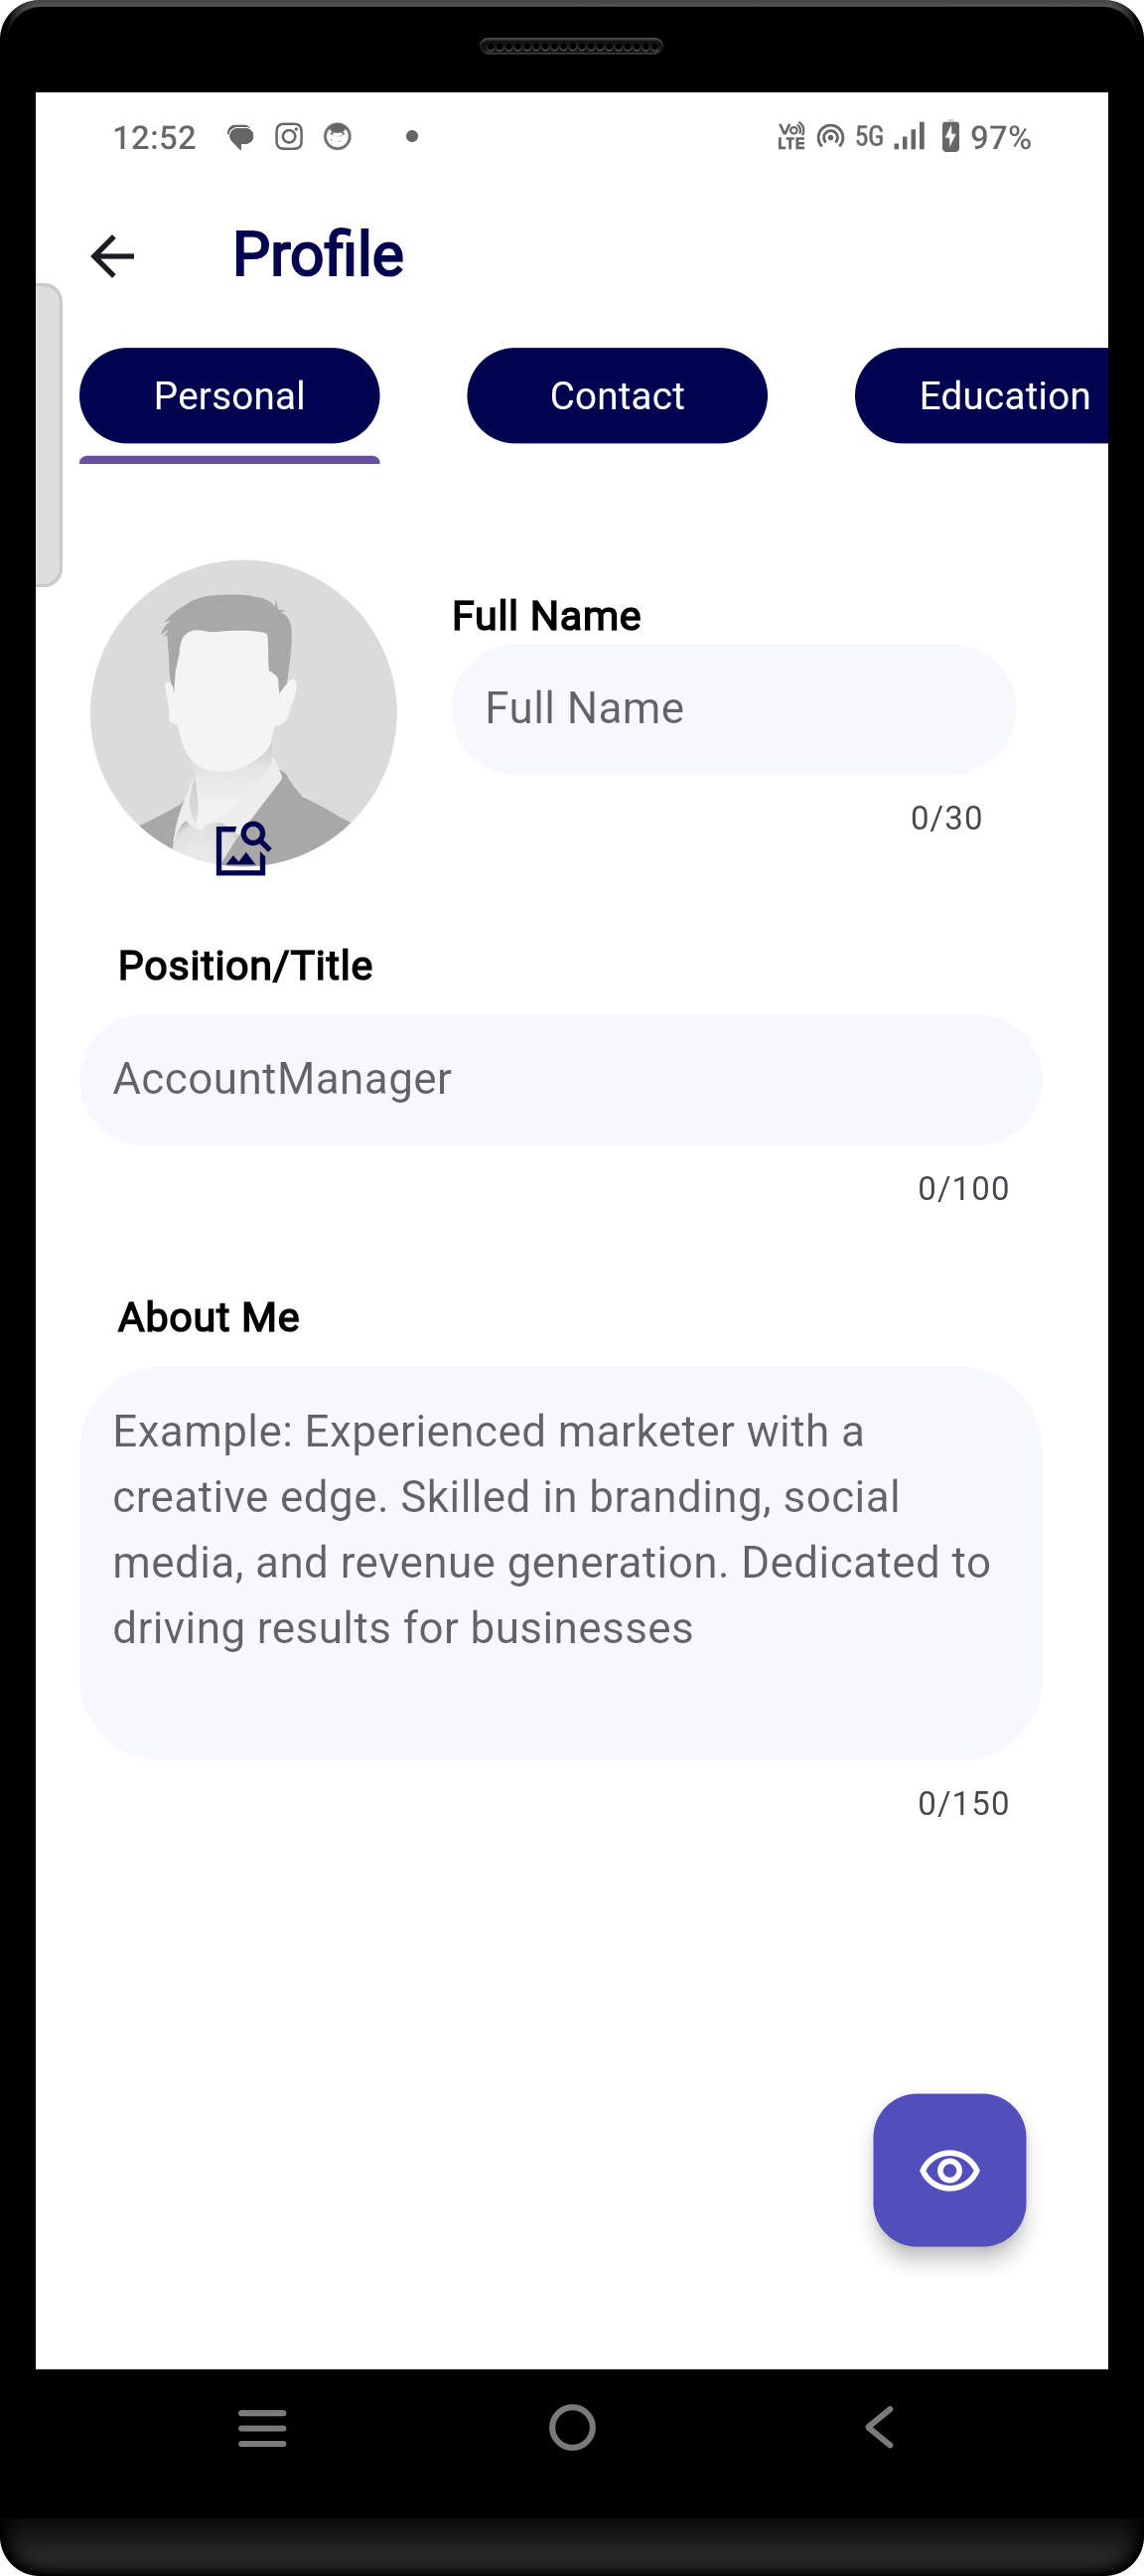 12:52
Vo)) LTE 5G 97%
Profile
Personal Contact Education
Full Name
Full Name
0/30
Position/Title
AccountManager
0/100
About Me
Example: Experienced marketer with a
creative edge. Skilled in branding, social
media, and revenue generation. Dedicated to
driving results for businesses
0/150